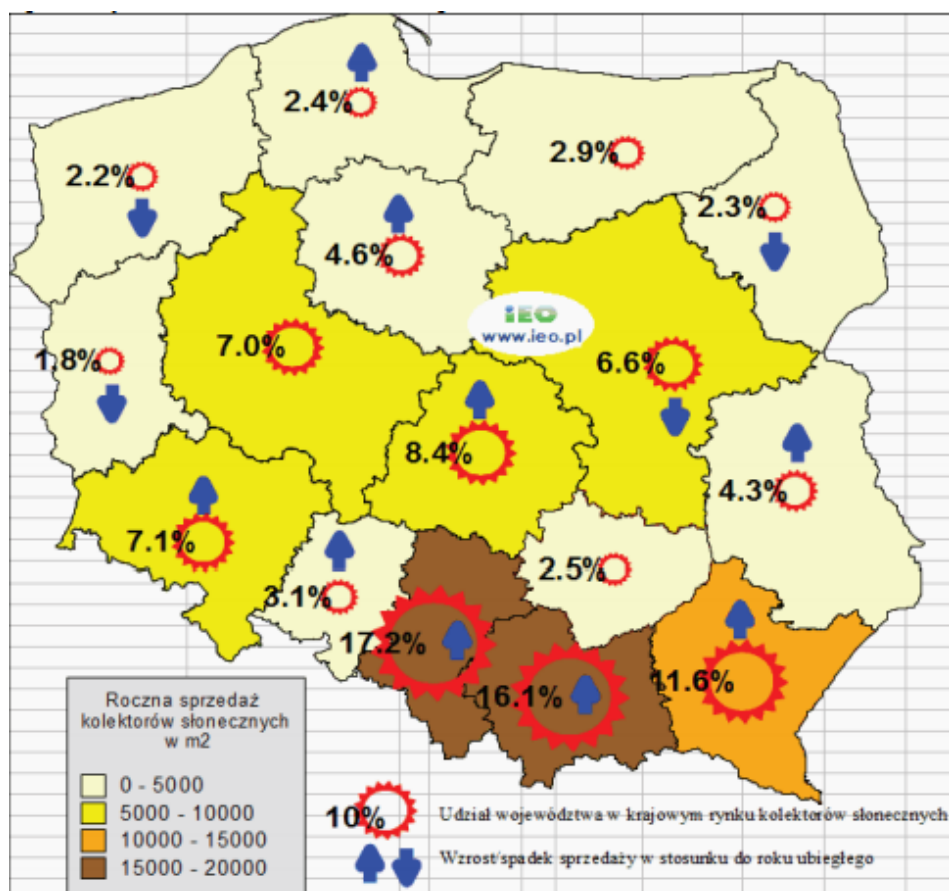 2.4%
2.9%
2.2%
2.3%
4.6%
iEO
www.ieo.pl
7.0%
6.6%
1.8%
8.4%
4.3%
7.1%
2.5%
3.1%
17.2%
16.1%
11.6%
Roczna sprzedaż
kolektorów słonecznych
w m2
0 - 5000
5000 - 10000
10000 - 15000
15000 - 20000
10%
Udział województwa w krajowym rynku kolektorów słonecznych
Wzrost/spadek sprzedaży w stosunku do roku ubiegłego